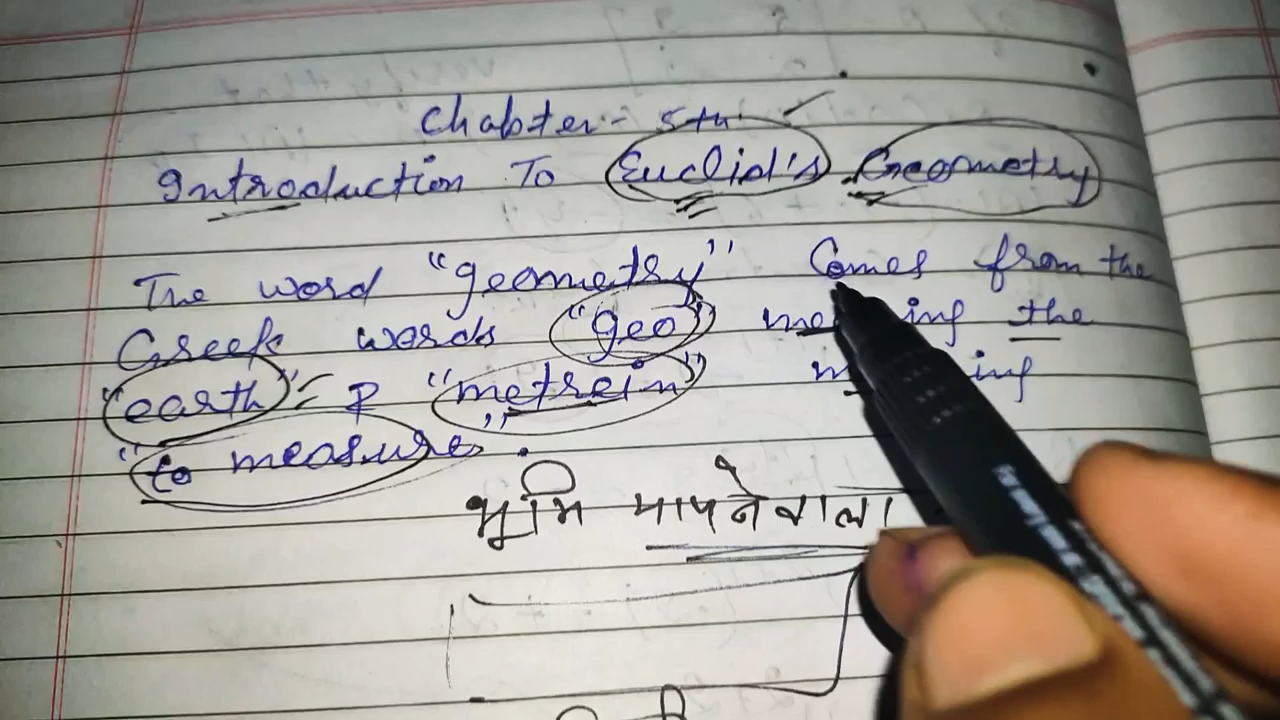 Chabter - 5th
Introduction To Euclid's Geometry
The word "geometry" Comes from the
Greek words "geo" meaning the
"earth" & "metrein" meaning
"to measure".
भूमि मापनेवाला